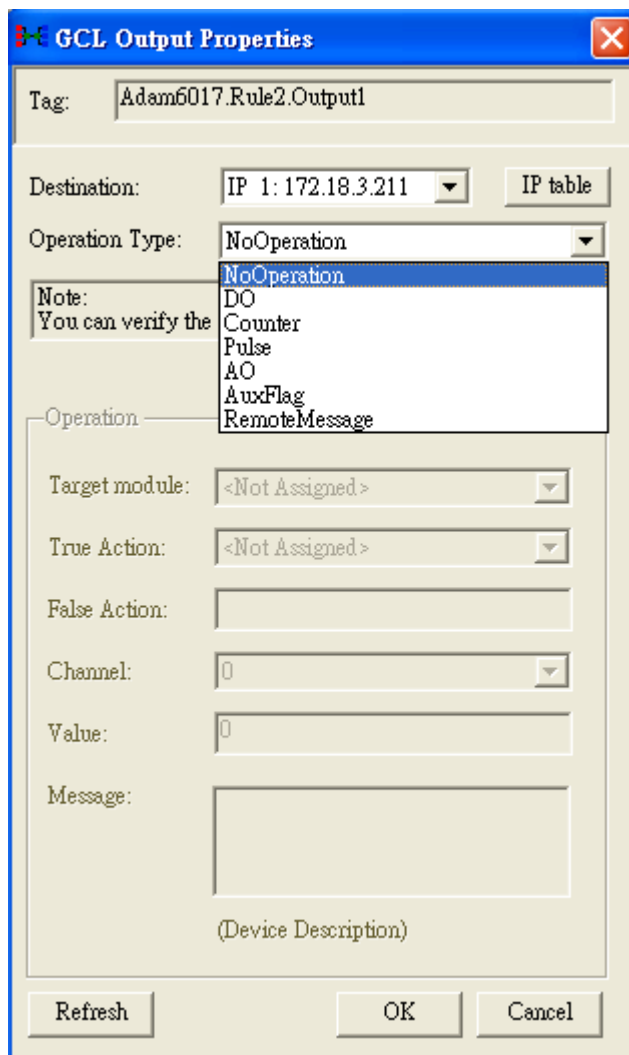 GCL Output Properties
Tag: Adam6017.Rule2.Output1
Destination: IP 1: 172.18.3.211 IP table
Operation Type: NoOperation
NoOperation
DO
Counter
Pulse
AO
AuxFlag
RemoteMessage
Note:
You can verify the
Operation
Target module: <Not Assigned>
True Action: <Not Assigned>
False Action:
Channel: 0
Value: 0
Message:
(Device Description)
Refresh OK Cancel